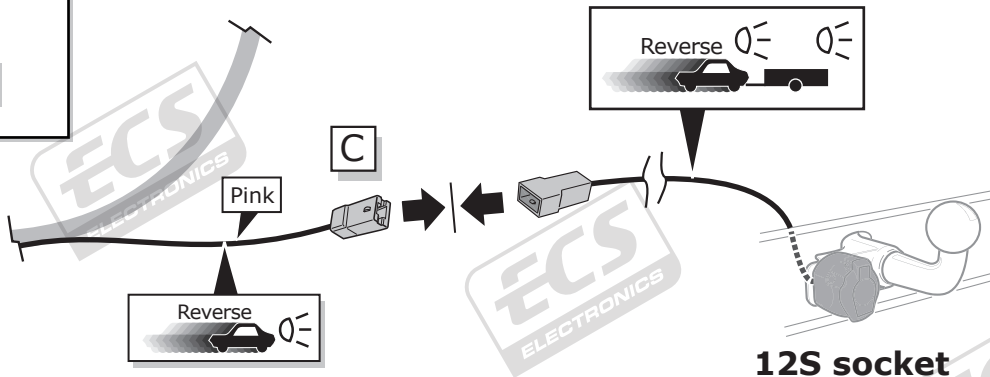 Reverse
C
Pink
Reverse
12S socket
ECS
ELECTRONICS
ECS
ELECTRONICS